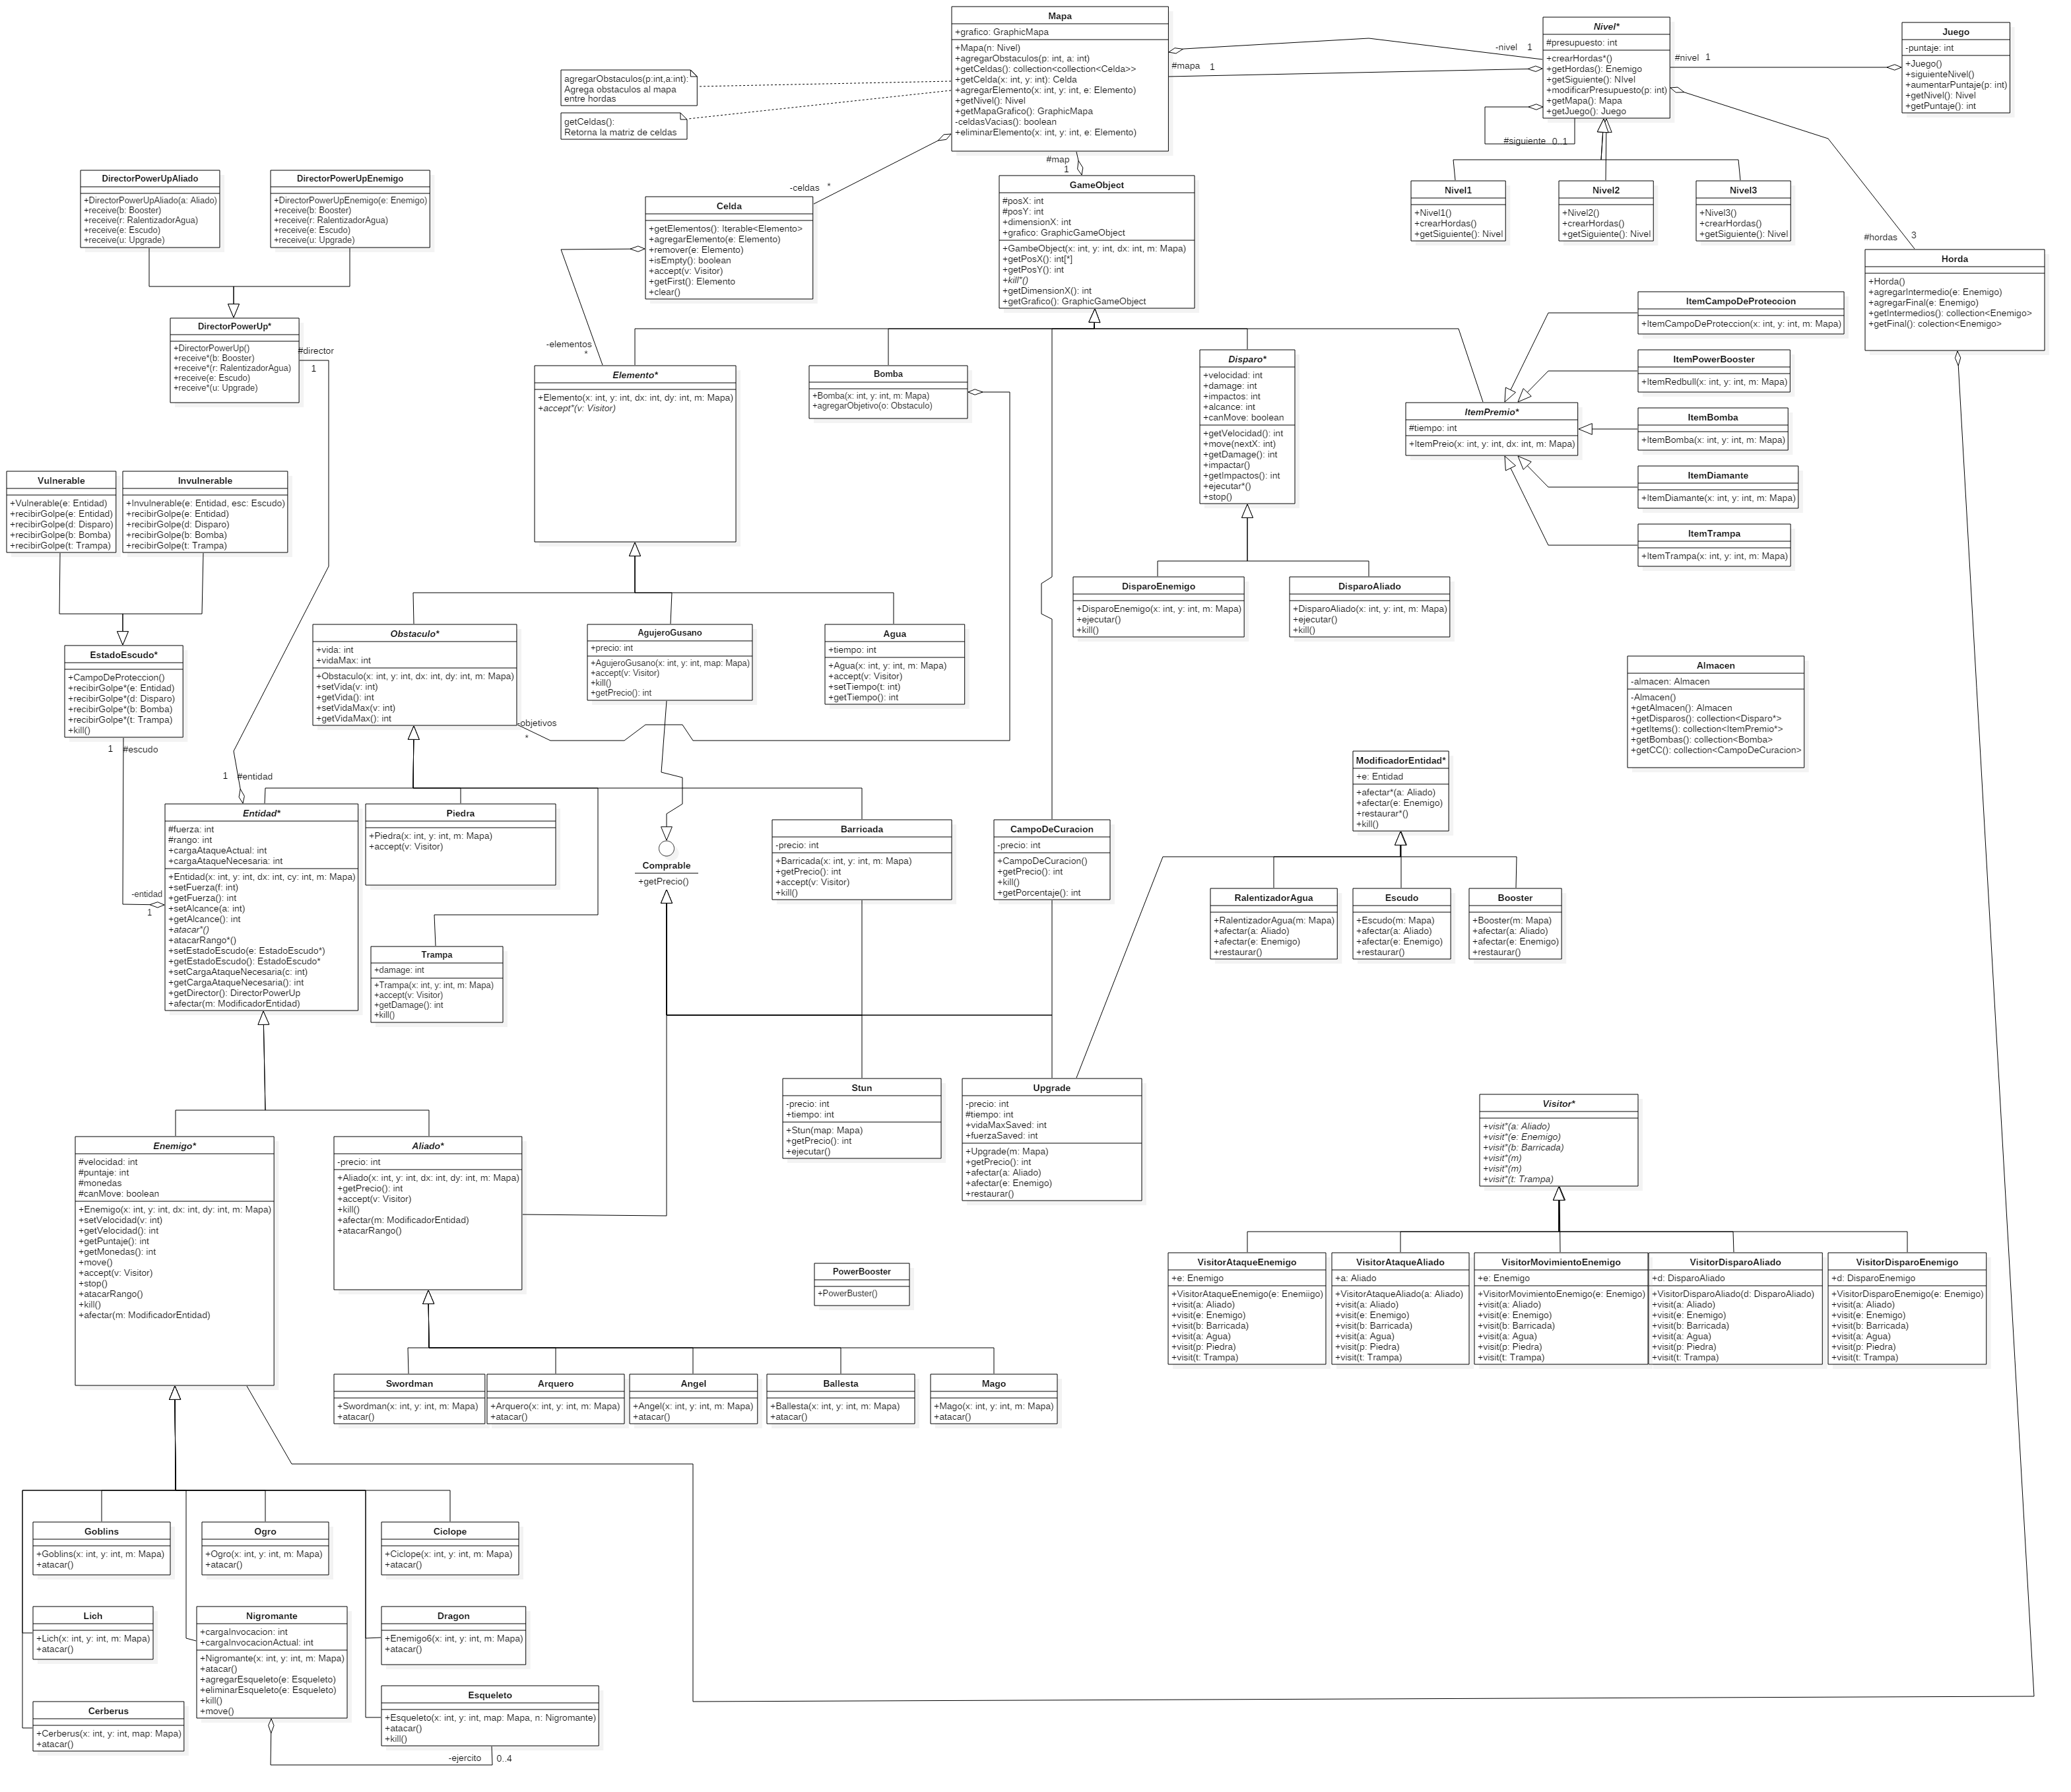 Mapa
+grafico: GraphicMapa
+Mapa(n: Nivel)
+agregarObstaculos(p: int, a: int)
+getCeldas(): collection<collection<Celda>>
+getCelda(x: int, y: int): Celda
+agregarElemento(x: int, y: int, e: Elemento)
+getNivel(): Nivel
+getMapaGrafico(): GraphicMapa
-celdasVacias(): boolean
+eliminarElemento(x: int, y: int, e: Elemento)
-nivel 1
#mapa 1
Nivel*
#presupuesto: int
+crearHordas*()
+getHordas(): Enemigo
+getSiguiente(): NIvel
+modificarPresupuesto(p: int)
+getMapa(): Mapa
+getJuego(): Juego
#siguiente 0..1
#nivel 1
Juego
-puntaje: int
+Juego()
+siguienteNivel()
+aumentarPuntaje(p: int)
+getNivel(): Nivel
+getPuntaje(): int
agregarObstaculos(p:int,a:int):
Agrega obstaculos al mapa
entre hordas
getCeldas():
Retorna la matriz de celdas
#map
1
-celdas *
DirectorPowerUpAliado
+DirectorPowerUpAliado(a: Aliado)
+receive(b: Booster)
+receive(r: RalentizadorAgua)
+receive(e: Escudo)
+receive(u: Upgrade)
DirectorPowerUpEnemigo
+DirectorPowerUpEnemigo(e: Enemigo)
+receive(b: Booster)
+receive(r: RalentizadorAgua)
+receive(e: Escudo)
+receive(u: Upgrade)
Celda
+getElementos(): Iterable<Elemento>
+agregarElemento(e: Elemento)
+remover(e: Elemento)
+isEmpty(): boolean
+accept(v: Visitor)
+getFirst(): Elemento
+clear()
GameObject
#posX: int
#posY: int
+dimensionX: int
+grafico: GraphicGameObject
+GambeObject(x: int, y: int, dx: int, m: Mapa)
+getPosX(): int[*]
+getPosY(): int
+kill*()
+getDimensionX(): int
+getGrafico(): GraphicGameObject
Nivel1
+Nivel1()
+crearHordas()
+getSiguiente(): Nivel
Nivel2
+Nivel2()
+crearHordas()
+getSiguiente(): Nivel
Nivel3
+Nivel3()
+crearHordas()
+getSiguiente(): Nivel
#hordas 3
Horda
+Horda()
+agregarIntermedio(e: Enemigo)
+agregarFinal(e: Enemigo)
+getIntermedios(): collection<Enemigo>
+getFinal(): colection<Enemigo>
DirectorPowerUp*
+DirectorPowerUp()
+receive*(b: Booster)
+receive*(r: RalentizadorAgua)
+receive(e: Escudo)
+receive*(u: Upgrade)
#director
1
-elementos
*
Elemento*
+Elemento(x: int, y: int, dx: int, dy: int, m: Mapa)
+accept*(v: Visitor)
Bomba
+Bomba(x: int, y: int, m: Mapa)
+agregarObjetivo(o: Obstaculo)
Disparo*
+velocidad: int
+damage: int
+impactos: int
+alcance: int
+canMove: boolean
+getVelocidad(): int
+move(nextX: int)
+getDamage(): int
+impactar()
+getImpactos(): int
+ejecutar*()
+stop()
ItemPremio*
#tiempo: int
+ItemPreio(x: int, y: int, dx: int, m: Mapa)
ItemCampoDeProteccion
+ItemCampoDeProteccion(x: int, y: int, m: Mapa)
ItemPowerBooster
+ItemRedbull(x: int, y: int, m: Mapa)
ItemBomba
+ItemBomba(x: int, y: int, m: Mapa)
ItemDiamante
+ItemDiamante(x: int, y: int, m: Mapa)
ItemTrampa
+ItemTrampa(x: int, y: int, m: Mapa)
Vulnerable
+Vulnerable(e: Entidad)
+recibirGolpe(e: Entidad)
+recibirGolpe(d: Disparo)
+recibirGolpe(b: Bomba)
+recibirGolpe(t: Trampa)
Invulnerable
+Invulnerable(e: Entidad, esc: Escudo)
+recibirGolpe(e: Entidad)
+recibirGolpe(d: Disparo)
+recibirGolpe(b: Bomba)
+recibirGolpe(t: Trampa)
DisparoEnemigo
+DisparoEnemigo(x: int, y: int, m: Mapa)
+ejecutar()
+kill()
DisparoAliado
+DisparoAliado(x: int, y: int, m: Mapa)
+ejecutar()
+kill()
EstadoEscudo*
+CampoDeProteccion()
+recibirGolpe*(e: Entidad)
+recibirGolpe*(d: Disparo)
+recibirGolpe*(b: Bomba)
+recibirGolpe*(t: Trampa)
+kill()
1 #escudo
Obstaculo*
+vida: int
+vidaMax: int
+Obstaculo(x: int, y: int, dx: int, dy: int, m: Mapa)
+setVida(v: int)
+getVida(): int
+setVidaMax(v: int)
+getVidaMax(): int
-objetivos
*
AgujeroGusano
+precio: int
+AgujeroGusano(x: int, y: int, map: Mapa)
+accept(v: Visitor)
+kill()
+getPrecio(): int
Agua
+tiempo: int
+Agua(x: int, y: int, m: Mapa)
+accept(v: Visitor)
+setTiempo(t: int)
+getTiempo(): int
Almacen
-almacen: Almacen
-Almacen()
+getAlmacen(): Almacen
+getDisparos(): collection<Disparo*>
+getItems(): collection<ItemPremio*>
+getBombas(): collection<Bomba>
+getCC(): collection<CampoDeCuracion>
1 #entidad
Entidad*
#fuerza: int
#rango: int
+cargaAtaqueActual: int
+cargaAtaqueNecesaria: int
+Entidad(x: int, y: int, dx: int, cy: int, m: Mapa)
+setFuerza(f: int)
+getFuerza(): int
+setAlcance(a: int)
+getAlcance(): int
+atacar*()
+atacarRango*()
+setEstadoEscudo(e: EstadoEscudo*)
+getEstadoEscudo(): EstadoEscudo*
+setCargaAtaqueNecesaria(c: int)
+getCargaAtaqueNecesaria(): int
+getDirector(): DirectorPowerUp
+afectar(m: ModificadorEntidad)
-entidad
1
Piedra
+Piedra(x: int, y: int, m: Mapa)
+accept(v: Visitor)
Comprable
+getPrecio()
Barricada
-precio: int
+Barricada(x: int, y: int, m: Mapa)
+getPrecio(): int
+accept(v: Visitor)
+kill()
CampoDeCuracion
-precio: int
+CampoDeCuracion()
+getPrecio(): int
+kill()
+getPorcentaje(): int
ModificadorEntidad*
+e: Entidad
+afectar*(a: Aliado)
+afectar(e: Enemigo)
+restaurar*()
+kill()
RalentizadorAgua
+RalentizadorAgua(m: Mapa)
+afectar(a: Aliado)
+afectar(e: Enemigo)
+restaurar()
Escudo
+Escudo(m: Mapa)
+afectar(a: Aliado)
+afectar(e: Enemigo)
+restaurar()
Booster
+Booster(m: Mapa)
+afectar(a: Aliado)
+afectar(e: Enemigo)
+restaurar()
Trampa
+damage: int
+Trampa(x: int, y: int, m: Mapa)
+accept(v: Visitor)
+getDamage(): int
+kill()
Stun
-precio: int
+tiempo: int
+Stun(map: Mapa)
+getPrecio(): int
+ejecutar()
Upgrade
-precio: int
#tiempo: int
+vidaMaxSaved: int
+fuerzaSaved: int
+Upgrade(m: Mapa)
+getPrecio(): int
+afectar(a: Aliado)
+afectar(e: Enemigo)
+restaurar()
Visitor*
+visit*(a: Aliado)
+visit*(e: Enemigo)
+visit*(b: Barricada)
+visit*(m)
+visit*(m)
+visit*(t: Trampa)
Enemigo*
#velocidad: int
#puntaje: int
#monedas
#canMove: boolean
+Enemigo(x: int, y: int, dx: int, dy: int, m: Mapa)
+setVelocidad(v: int)
+getVelocidad(): int
+getPuntaje(): int
+getMonedas(): int
+move()
+accept(v: Visitor)
+stop()
+atacarRango()
+kill()
+afectar(m: ModificadorEntidad)
Aliado*
-precio: int
+Aliado(x: int, y: int, dx: int, dy: int, m: Mapa)
+getPrecio(): int
+accept(v: Visitor)
+kill()
+afectar(m: ModificadorEntidad)
+atacarRango()
PowerBooster
+PowerBuster()
VisitorAtaqueEnemigo
+e: Enemigo
+VisitorAtaqueEnemigo(e: Enemiigo)
+visit(a: Aliado)
+visit(e: Enemigo)
+visit(b: Barricada)
+visit(a: Agua)
+visit(p: Piedra)
+visit(t: Trampa)
VisitorAtaqueAliado
+a: Aliado
+VisitorAtaqueAliado(a: Aliado)
+visit(a: Aliado)
+visit(e: Enemigo)
+visit(b: Barricada)
+visit(a: Agua)
+visit(p: Piedra)
+visit(t: Trampa)
VisitorMovimientoEnemigo
+e: Enemigo
+VisitorMovimientoEnemigo(e: Enemigo)
+visit(a: Aliado)
+visit(e: Enemigo)
+visit(b: Barricada)
+visit(a: Agua)
+visit(p: Piedra)
+visit(t: Trampa)
VisitorDisparoAliado
+d: DisparoAliado
+VisitorDisparoAliado(d: DisparoAliado)
+visit(a: Aliado)
+visit(e: Enemigo)
+visit(b: Barricada)
+visit(a: Agua)
+visit(p: Piedra)
+visit(t: Trampa)
VisitorDisparoEnemigo
+d: DisparoEnemigo
+VisitorDisparoEnemigo(e: Enemigo)
+visit(a: Aliado)
+visit(e: Enemigo)
+visit(b: Barricada)
+visit(a: Agua)
+visit(p: Piedra)
+visit(t: Trampa)
Swordman
+Swordman(x: int, y: int, m: Mapa)
+atacar()
Arquero
+Arquero(x: int, y: int, m: Mapa)
+atacar()
Angel
+Angel(x: int, y: int, m: Mapa)
+atacar()
Ballesta
+Ballesta(x: int, y: int, m: Mapa)
+atacar()
Mago
+Mago(x: int, y: int, m: Mapa)
+atacar()
Goblins
+Goblins(x: int, y: int, m: Mapa)
+atacar()
Ogro
+Ogro(x: int, y: int, m: Mapa)
+atacar()
Ciclope
+Ciclope(x: int, y: int, m: Mapa)
+atacar()
Lich
+Lich(x: int, y: int, m: Mapa)
+atacar()
Nigromante
+cargaInvocacion: int
+cargaInvocacionActual: int
+Nigromante(x: int, y: int, m: Mapa)
+atacar()
+agregarEsqueleto(e: Esqueleto)
+eliminarEsqueleto(e: Esqueleto)
+kill()
+move()
Dragon
+Enemigo6(x: int, y: int, m: Mapa)
+atacar()
Cerberus
+Cerberus(x: int, y: int, map: Mapa)
+atacar()
Esqueleto
+Esqueleto(x: int, y: int, map: Mapa, n: Nigromante)
+atacar()
+kill()
-ejercito 0..4